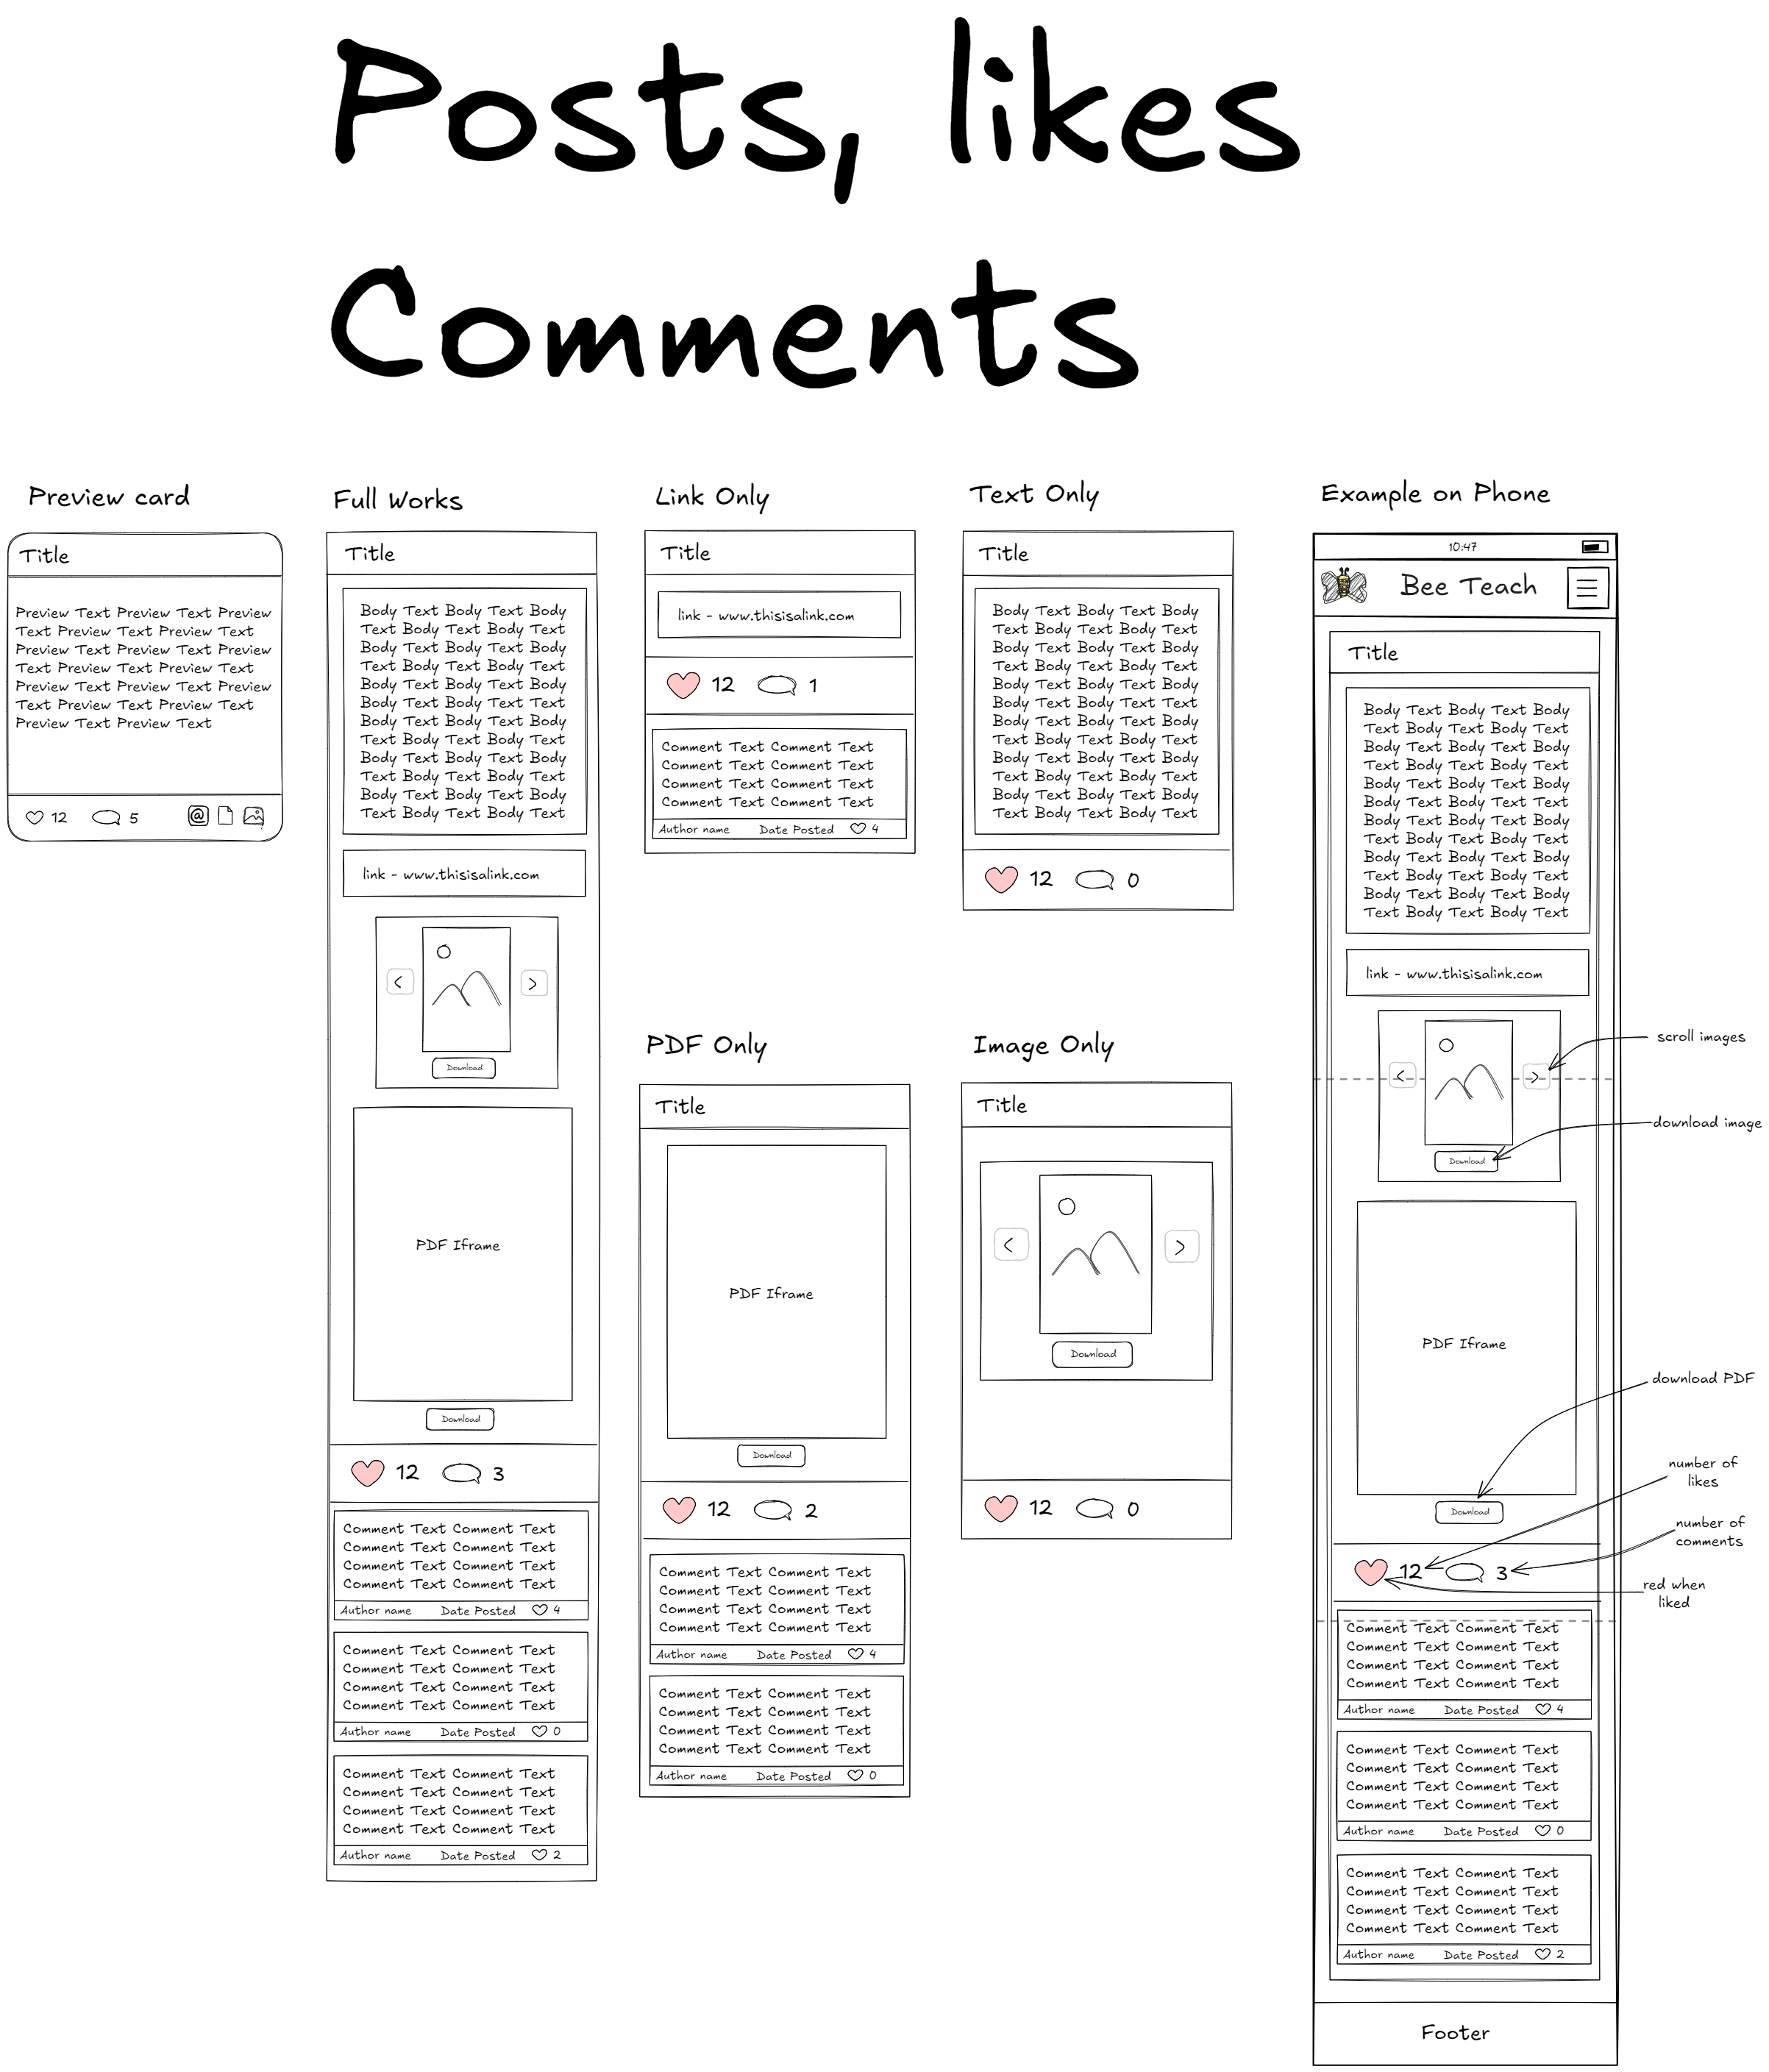 Posts, likes
Comments
Preview card
Title
Preview Text Preview Text Preview
Text Preview Text Preview Text
Preview Text Preview Text Preview
Text Preview Text Preview Text
Preview Text Preview Text Preview
Text Preview Text Preview Text
Preview Text Preview Text
12 5
Full Works
Title
Body Text Body Text Body
Text Body Text Body Text
Body Text Body Text Body
Text Body Text Body Text
Body Text Body Text Body
Text Body Text Body Text
Body Text Body Text Body
Text Body Text Body Text
Body Text Body Text Body
Text Body Text Body Text
Body Text Body Text Body
Text Body Text Body Text
link - www.thisisalink.com
< >
Download
PDF Iframe
Download
12 3
Comment Text Comment Text
Comment Text Comment Text
Comment Text Comment Text
Comment Text Comment Text
Author name Date Posted 4
Comment Text Comment Text
Comment Text Comment Text
Comment Text Comment Text
Comment Text Comment Text
Author name Date Posted 0
Comment Text Comment Text
Comment Text Comment Text
Comment Text Comment Text
Comment Text Comment Text
Author name Date Posted 2
Link Only
Title
link - www.thisisalink.com
12 1
Comment Text Comment Text
Comment Text Comment Text
Comment Text Comment Text
Comment Text Comment Text
Author name Date Posted 4
Text Only
Title
Body Text Body Text Body
Text Body Text Body Text
Body Text Body Text Body
Text Body Text Body Text
Body Text Body Text Body
Text Body Text Body Text
Body Text Body Text Body
Text Body Text Body Text
Body Text Body Text Body
Text Body Text Body Text
Body Text Body Text Body
Text Body Text Body Text
12 0
PDF Only
Title
PDF Iframe
Download
12 2
Comment Text Comment Text
Comment Text Comment Text
Comment Text Comment Text
Comment Text Comment Text
Author name Date Posted 4
Comment Text Comment Text
Comment Text Comment Text
Comment Text Comment Text
Comment Text Comment Text
Author name Date Posted 0
Image Only
Title
< >
Download
12 0
Example on Phone
10:47
Bee Teach
Title
Body Text Body Text Body
Text Body Text Body Text
Body Text Body Text Body
Text Body Text Body Text
Body Text Body Text Body
Body Text Body Text Body
Body Text Body Text Body
Text Body Text Body Text
Body Text Body Text Body
Text Body Text Body Text
Body Text Body Text Body
Text Body Text Body Text
link - www.thisisalink.com
scroll images
< >
download image
Download
PDF Iframe
download PDF
Download
number of
likes
number of
comments
12 3
red when
liked
Comment Text Comment Text
Comment Text Comment Text
Comment Text Comment Text
Comment Text Comment Text
Author name Date Posted 4
Comment Text Comment Text
Comment Text Comment Text
Comment Text Comment Text
Comment Text Comment Text
Author name Date Posted 0
Comment Text Comment Text
Comment Text Comment Text
Comment Text Comment Text
Comment Text Comment Text
Author name Date Posted 2
Footer